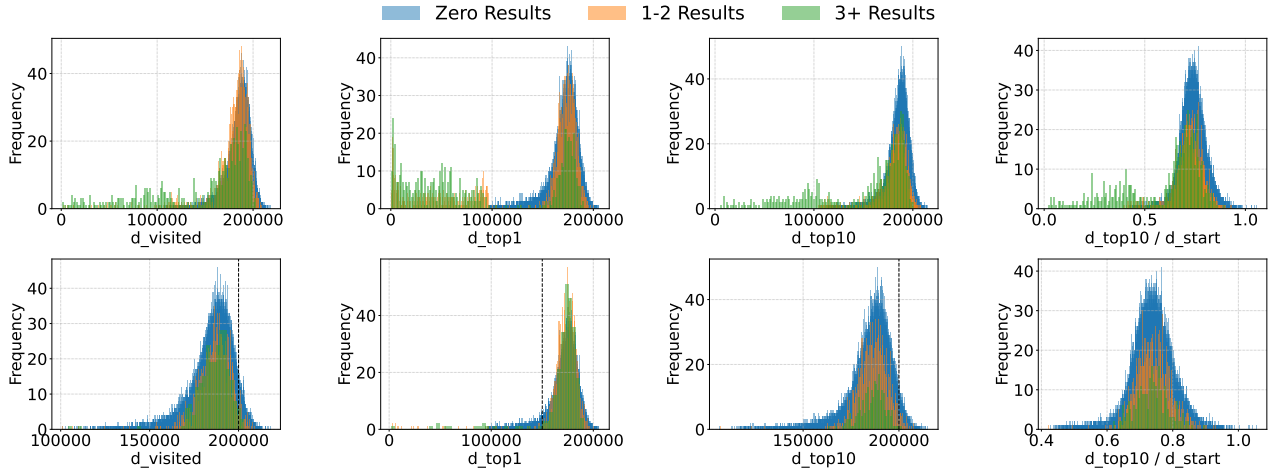 Zero Results 1-2 Results 3+ Results
Frequency
40
20
0
0 100000 200000
d_visited
Frequency
40
30
20
10
0
0 100000 200000
d_top1
Frequency
40
20
0
0 100000 200000
d_top10
Frequency
40
30
20
10
0
0.0 0.5 1.0
d_top10 / d_start
Frequency
40
30
20
10
0
100000 150000 200000
d_visited
Frequency
40
20
0
0 100000 200000
d_top1
Frequency
40
20
0
150000 200000
d_top10
Frequency
40
30
20
10
0
0.4 0.6 0.8 1.0
d_top10 / d_start